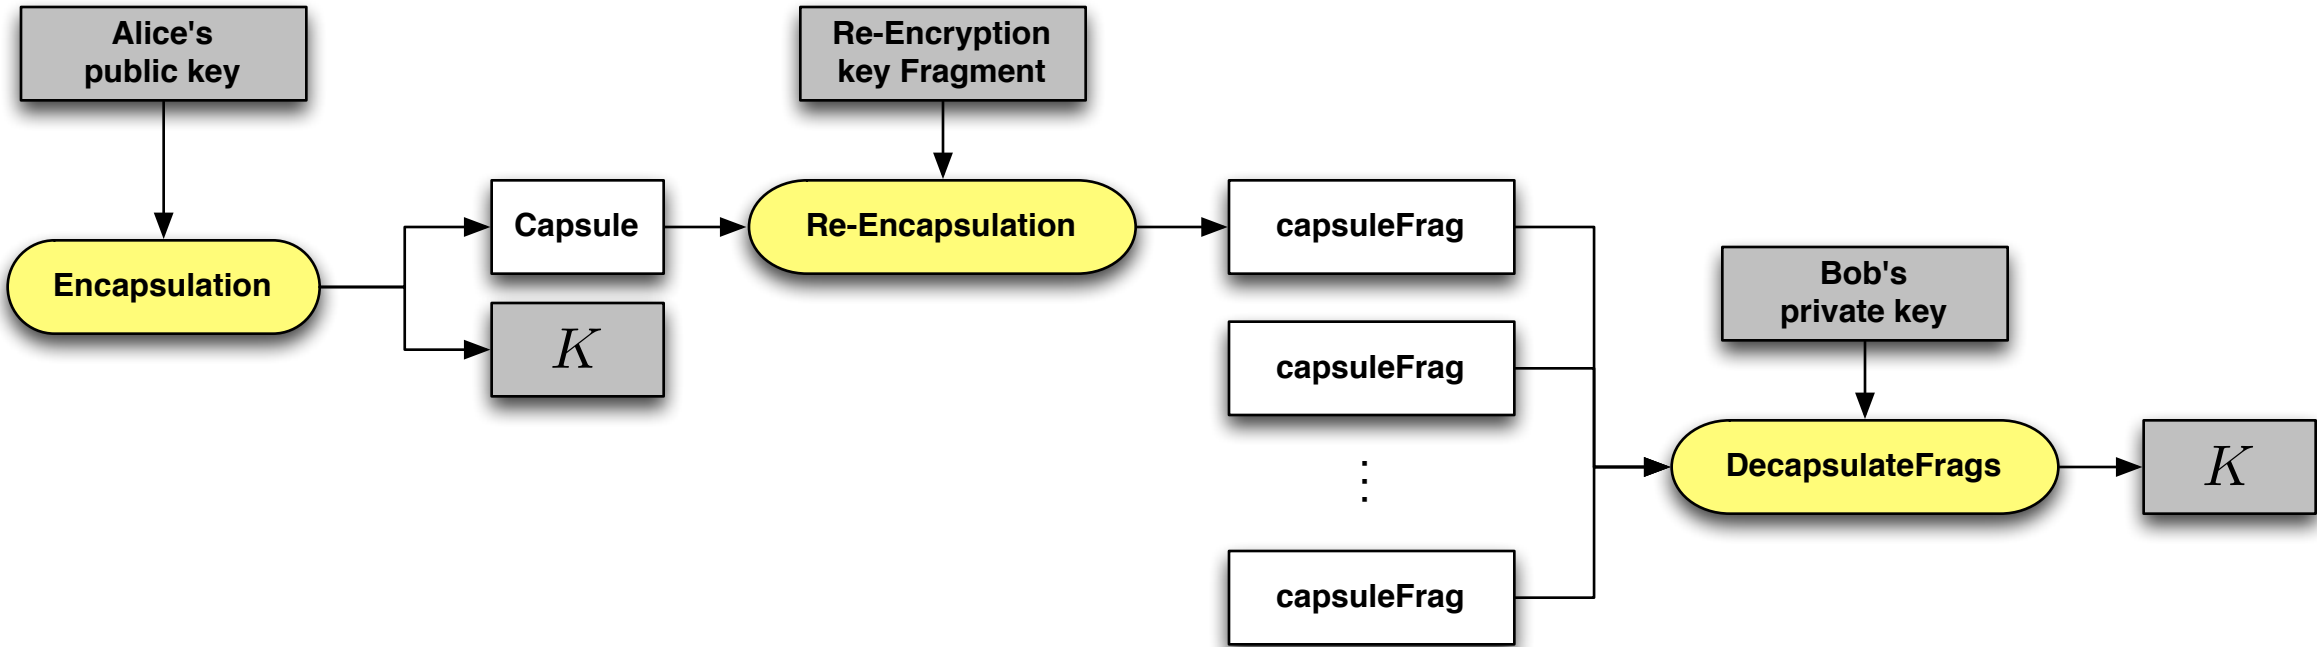 Alice's
public key
Re-Encryption
key Fragment
Capsule
Re-Encapsulation
capsuleFrag
Encapsulation
Bob's
private key
K
capsuleFrag
DecapsulateFrags
K
⋮
capsuleFrag